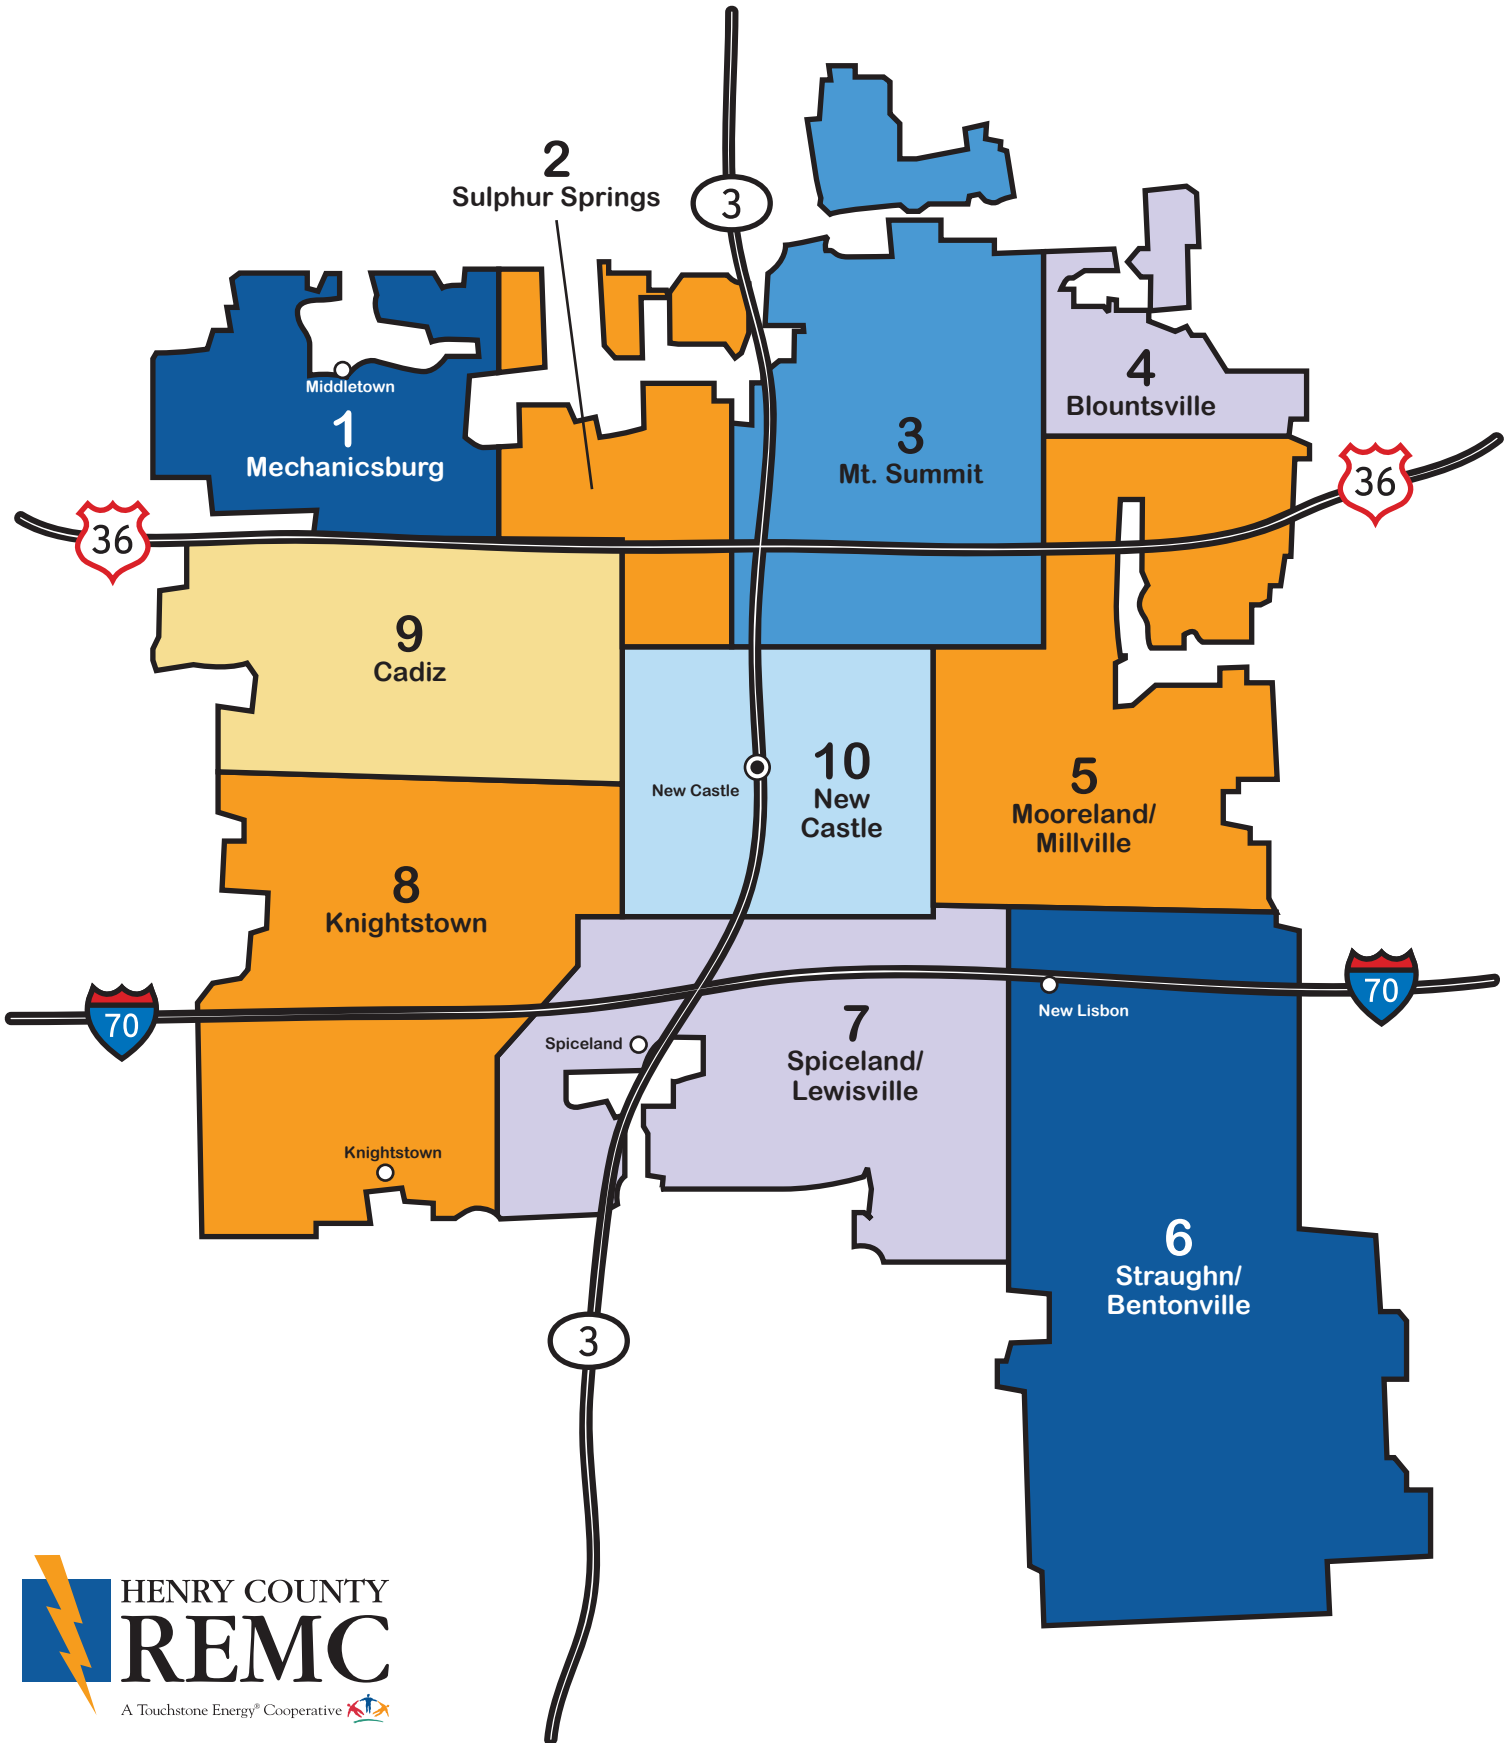 3
2
Sulphur Springs
Middletown
1
Mechanicsburg
3
Mt. Summit
4
Blountsville
36
36
9
Cadiz
10
New
Castle
New Castle
5
Mooreland/
Millville
8
Knightstown
70
70
New Lisbon
7
Spiceland/
Lewisville
Spiceland
Knightstown
6
Straughn/
Bentonville
3
HENRY COUNTY
REMC
A Touchstone Energy® Cooperative